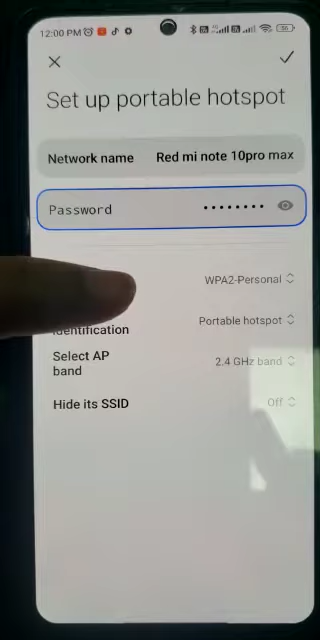 12:00 PM
Set up portable hotspot
Network name Red mi note 10pro max
Password ••••••••
WPA2-Personal
identification Portable hotspot
Select AP
band 2.4 GHz band
Hide its SSID Off